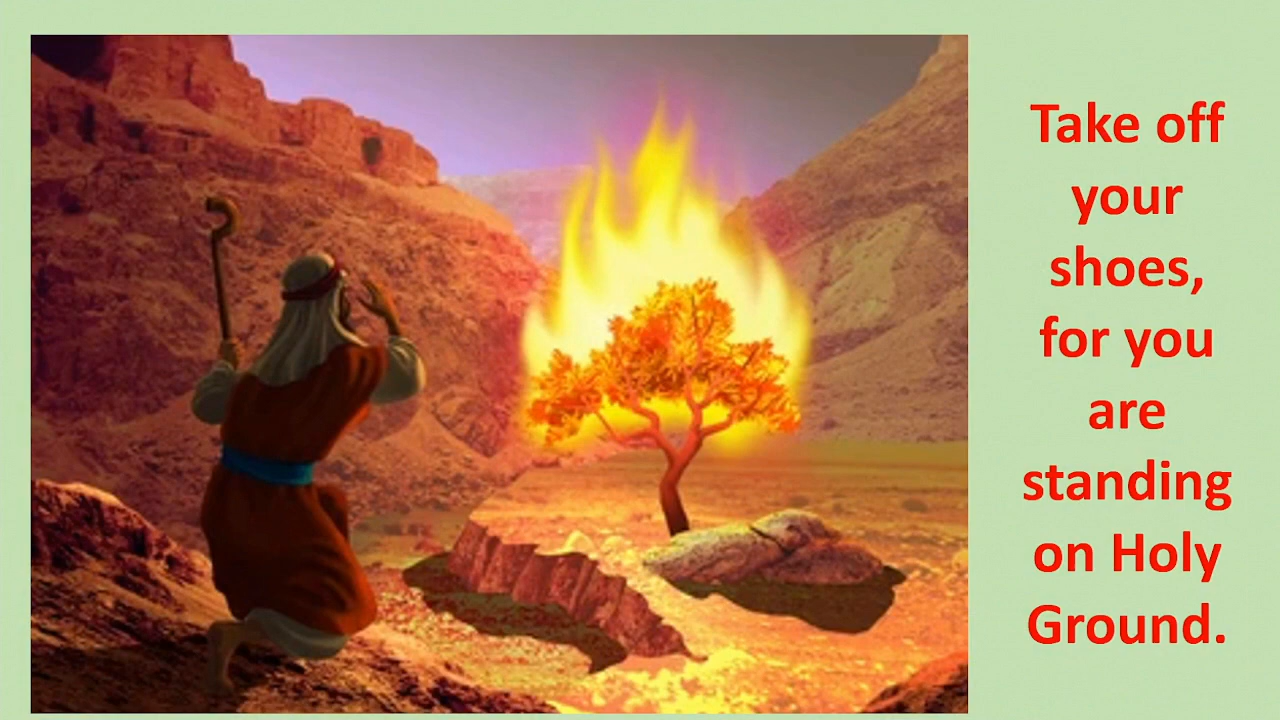 Take off
your
shoes,
for you
are
standing
on Holy
Ground.